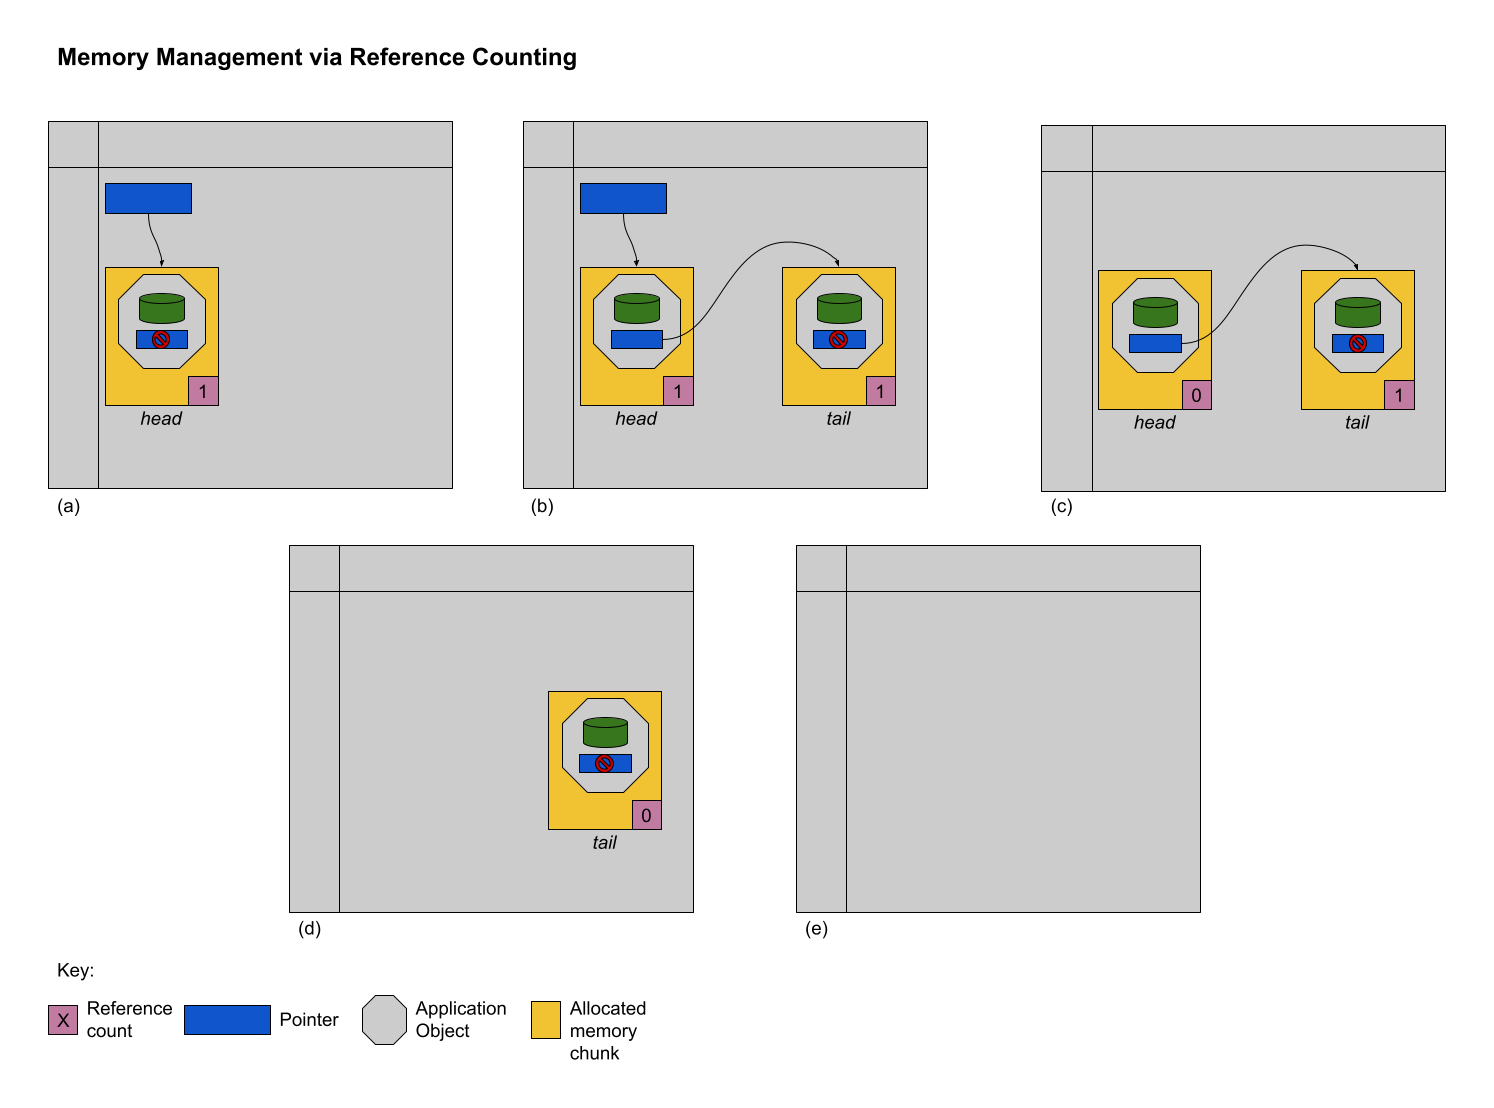 Memory Management via Reference Counting
1
head
(a)
1
head
1
tail
(b)
0
head
1
tail
(c)
0
tail
(d)
(e)
Key:
X
Reference
count
Pointer
Application
Object
Allocated
memory
chunk